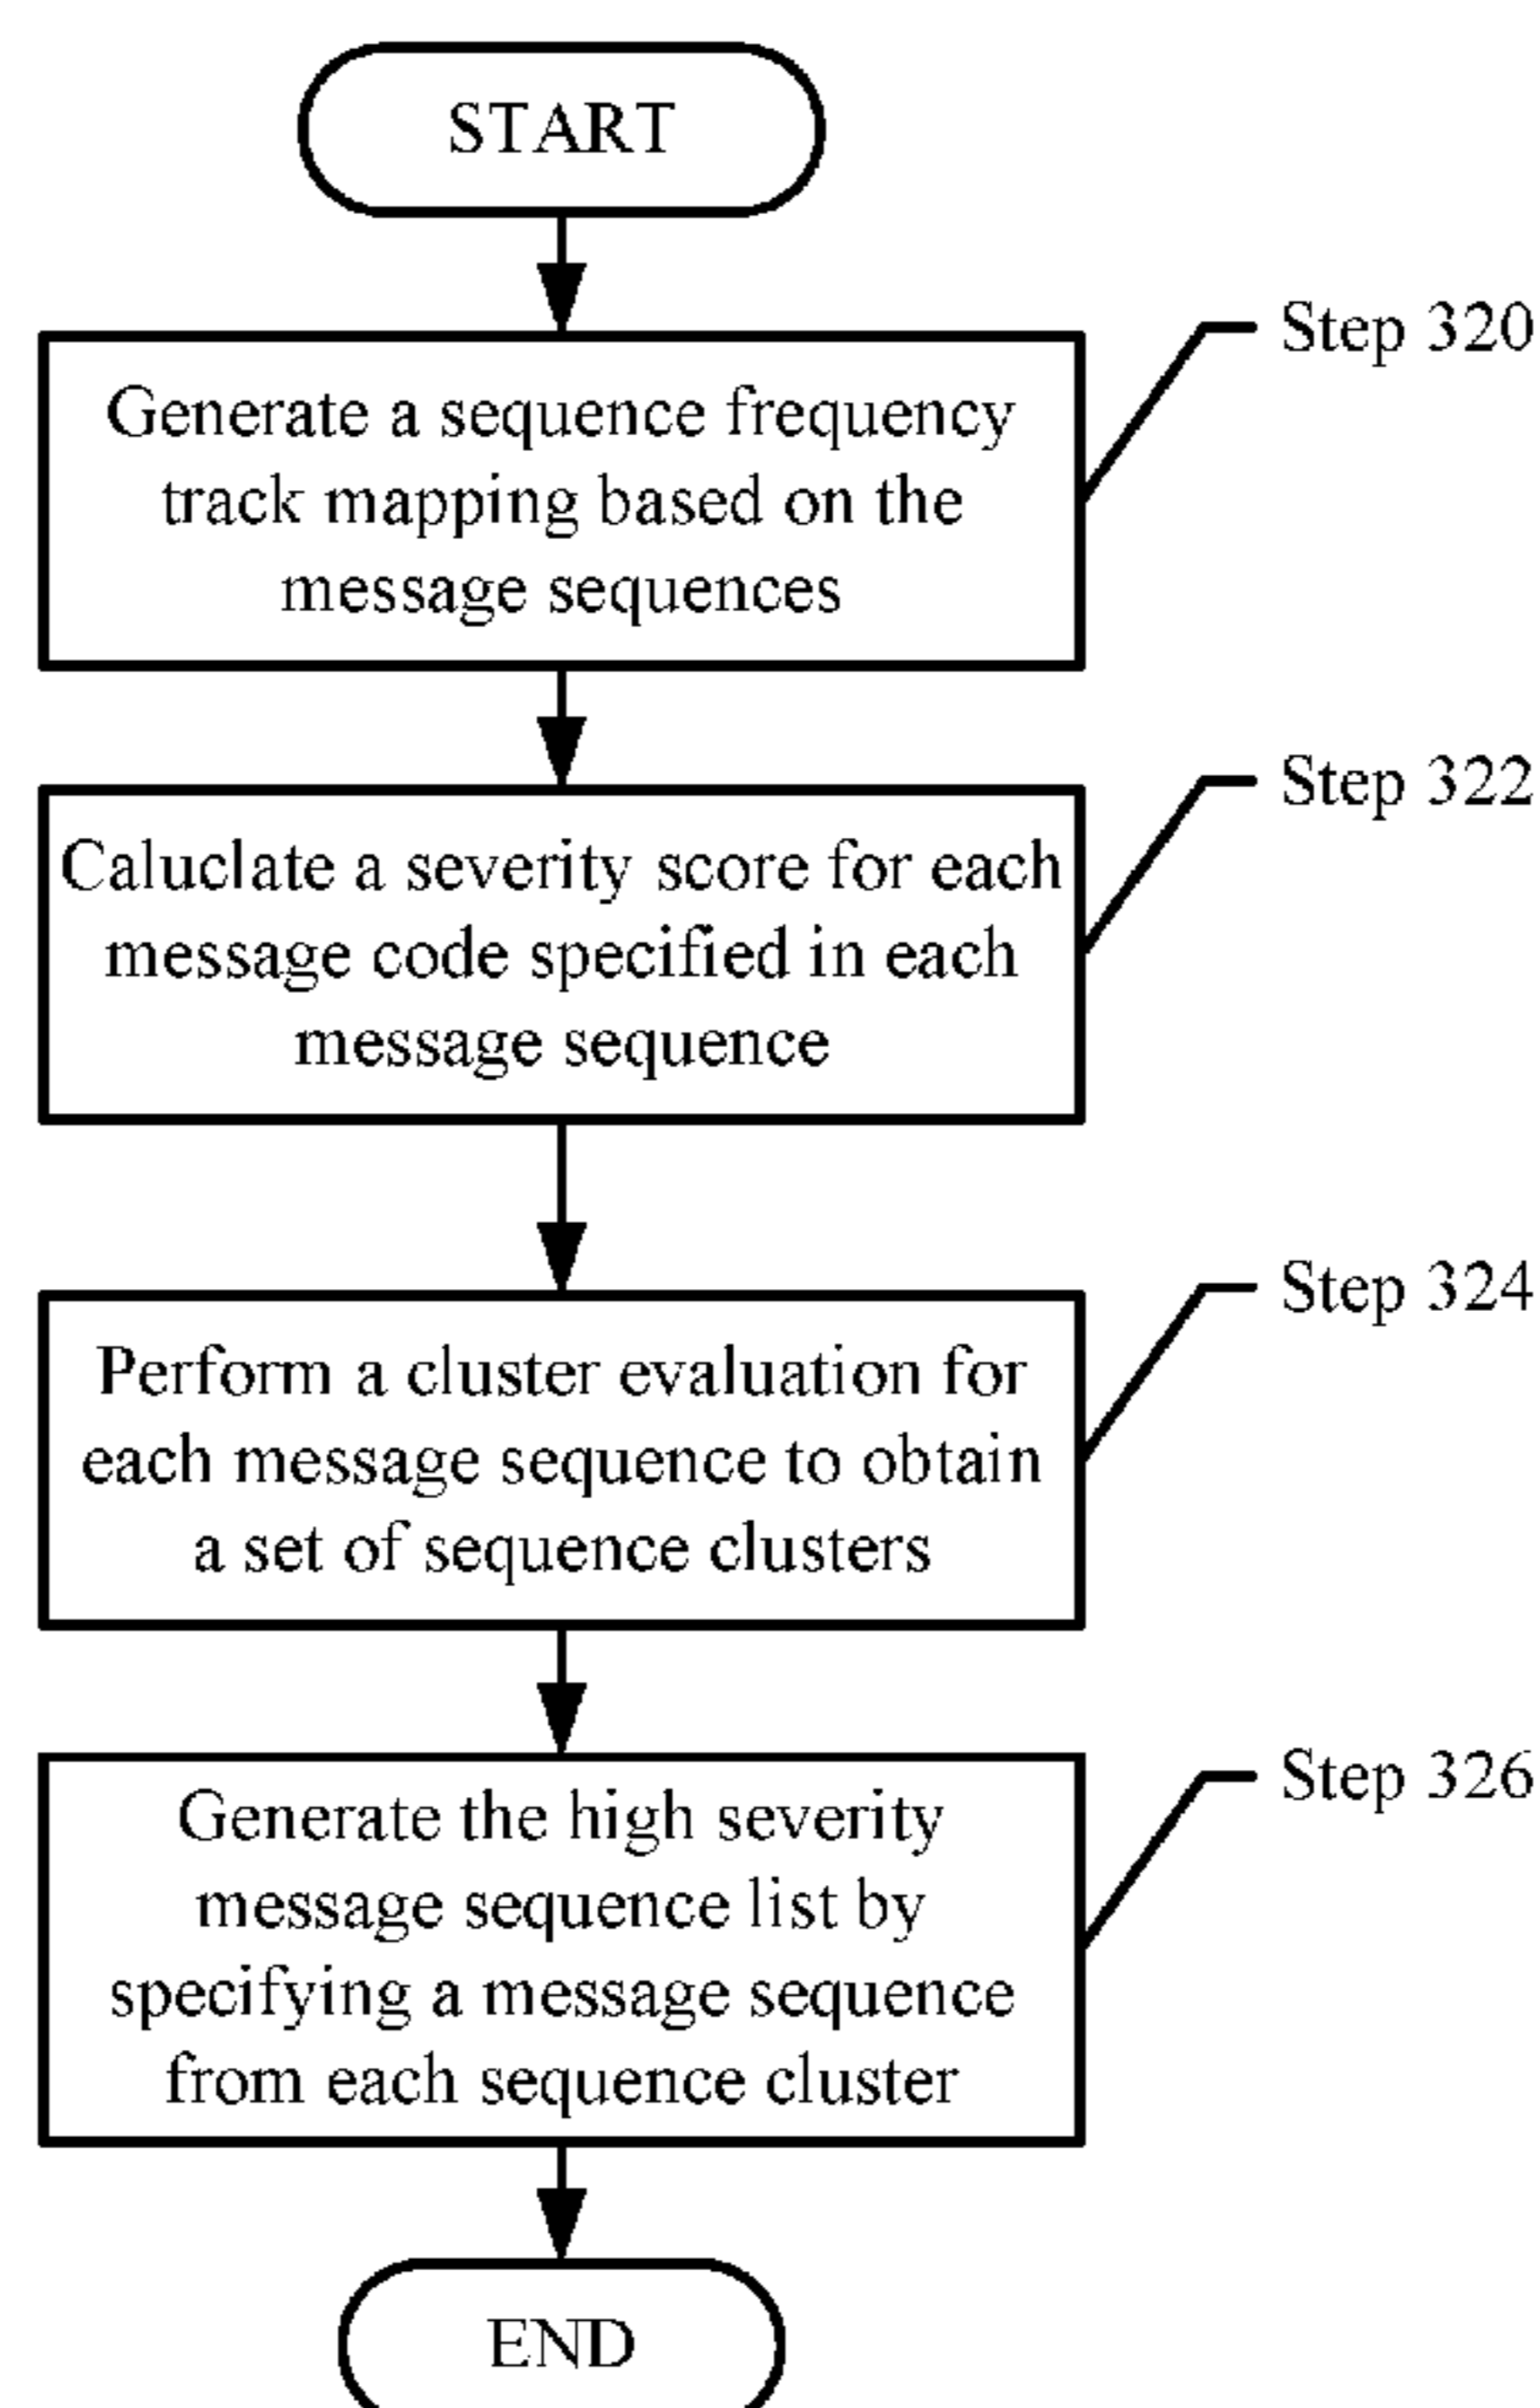 START
Step 320
Generate a sequence frequency
track mapping based on the
message sequences
Step 322
Caluclate a severity score for each
message code specified in each
message sequence
Step 324
Perform a cluster evaluation for
each message sequence to obtain
a set of sequence clusters
Step 326
Generate the high severity
message sequence list by
specifying a message sequence
from each sequence cluster
END